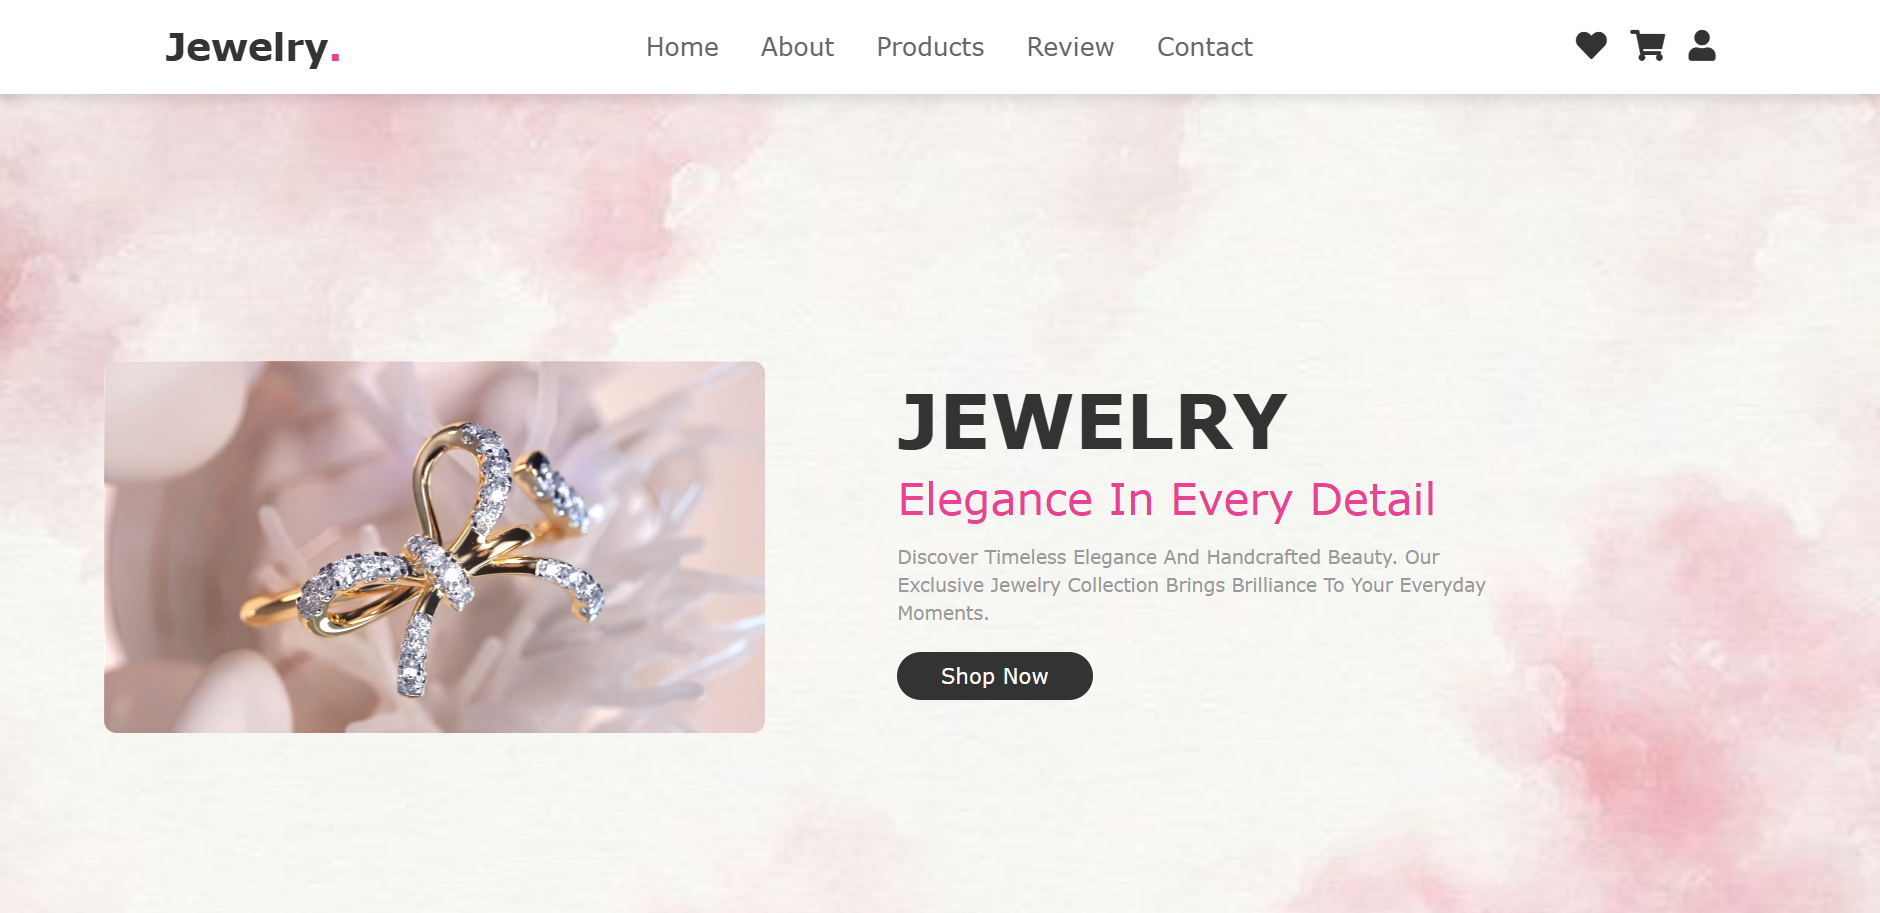 Jewelry.
Home About Products Review Contact
JEWELRY
Elegance In Every Detail
Discover Timeless Elegance And Handcrafted Beauty. Our
Exclusive Jewelry Collection Brings Brilliance To Your Everyday
Moments.
Shop Now